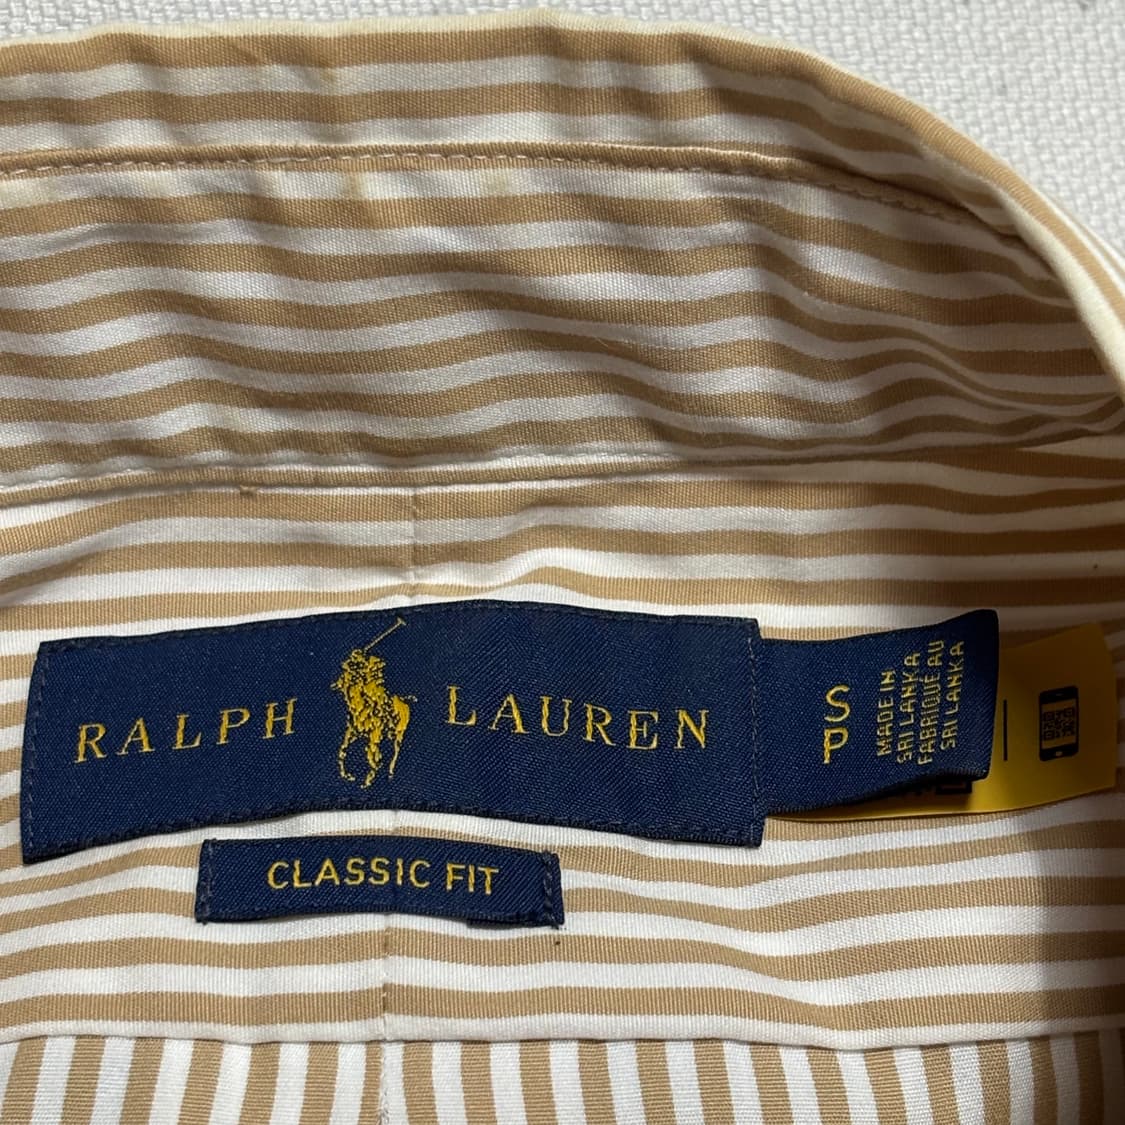 RALPH LAUREN
S
P
MADE IN
SRI LANKA
FABRIQUÉ AU
SRI LANKA
CLASSIC FIT